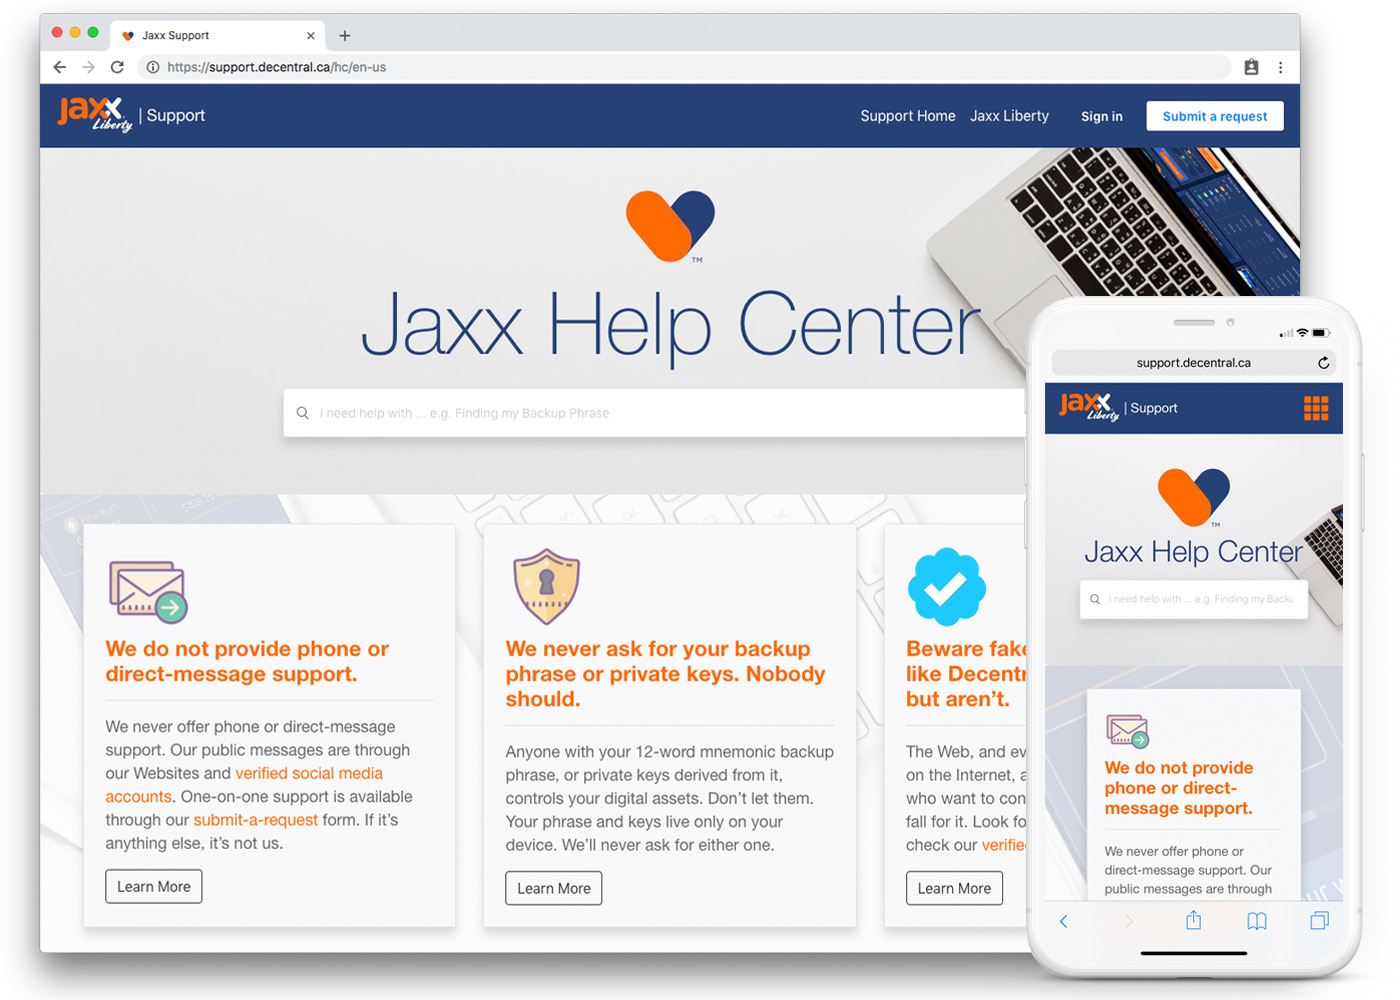 Jaxx Support
https://support.decentral.ca/hc/en-us
jaxx Liberty | Support
Support Home
Jaxx Liberty
Sign in
Submit a request
TM
Jaxx Help Center
I need help with ... e.g. Finding my Backup Phrase
We do not provide phone or
direct-message support.
We never offer phone or direct-message
support. Our public messages are through
our Websites and verified social media
accounts. One-on-one support is available
through our submit-a-request form. If it's
anything else, it's not us.
Learn More
We never ask for your backup
phrase or private keys. Nobody
should.
Anyone with your 12-word mnemonic backup
phrase, or private keys derived from it,
controls your digital assets. Don't let them.
Your phrase and keys live only on your
device. We'll never ask for either one.
Learn More
Beware fake
like Decentr
but aren't.
The Web, and ev
on the Internet, a
who want to con
fall for it. Look fo
check our verifie
Learn More
support.decentral.ca
jaxx Liberty | Support
TM
Jaxx Help Center
I need help with ... e.g. Finding my Backu
We do not provide
phone or direct-
message support.
We never offer phone or
direct-message support. Our
public messages are through